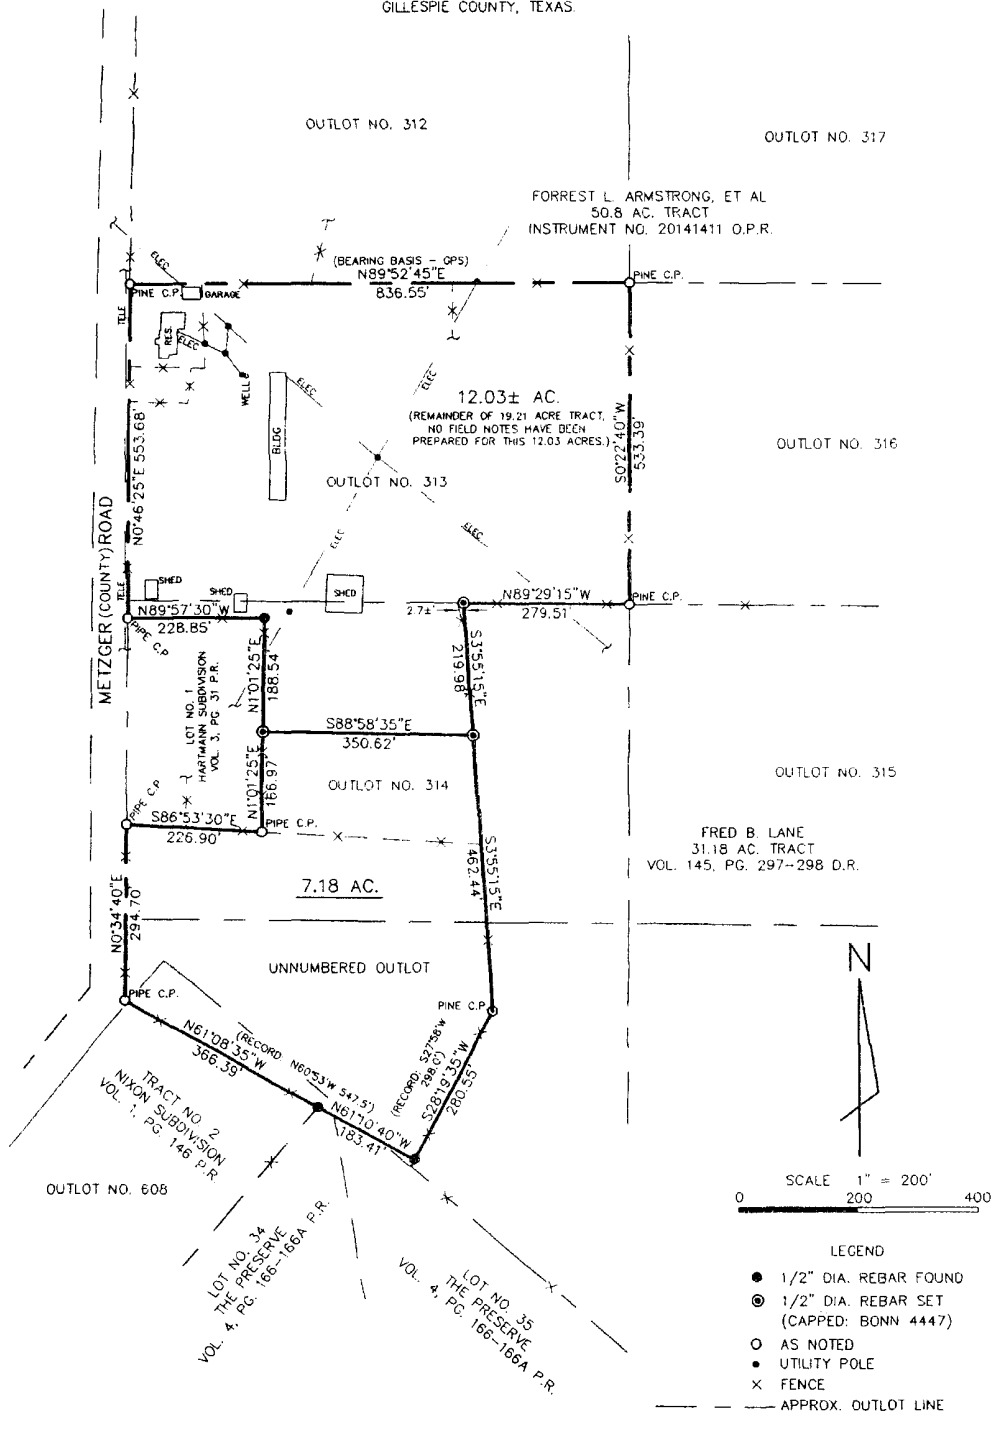 GILLESPIE COUNTY, TEXAS.
OUTLOT NO. 312
OUTLOT NO. 317
FORREST L. ARMSTRONG, ET AL
50.8 AC. TRACT
INSTRUMENT NO. 20141411 O.P.R.
ELEC
(BEARING BASIS - GPS)
N89°52'45"E
836.55'
PINE C.P.
PINE C.P.
GARAGE
TELE
RES.
ELEC
WELL
ELEC
ELEC
BLDG
12.03± AC.
(REMAINDER OF 19.21 ACRE TRACT,
NO FIELD NOTES HAVE BEEN
PREPARED FOR THIS 12.03 ACRES.)
S0°22'40"W
533.39'
OUTLOT NO. 316
N0°46'25"E 553.68'
OUTLOT NO. 313
ELEC
ELEC
METZGER (COUNTY) ROAD
TELE
SHED
SHED
SHED
N89°57'30"W
228.85'
PIPE C.P.
2.7±'
N89°29'15"W
279.51'
PINE C.P.
N1°01'25"E
188.54'
S3°55'15"E
219.98'
LOT NO. 1
HARTMANN SUBDIVISION
VOL. 3, PG. 31 P.R.
S88°58'35"E
350.62'
N1°01'25"E
166.97'
OUTLOT NO. 314
OUTLOT NO. 315
PIPE C.P.
S86°53'30"E
226.90'
PIPE C.P.
S3°55'15"E
462.44'
FRED B. LANE
31.18 AC. TRACT
VOL. 145, PG. 297-298 D.R.
7.18 AC.
N0°34'40"E
294.70'
UNNUMBERED OUTLOT
N
PIPE C.P.
PINE C.P.
N61°08'35"W
366.39'
(RECORD: N60°53'W 547.5')
(RECORD: S27°58'W
298.0')
S28°19'35"W
280.55'
N61°10'40"W
183.41'
TRACT NO. 2
NIXON SUBDIVISION
VOL. 1, PG. 146 P.R.
OUTLOT NO. 608
LOT NO. 34
THE PRESERVE
VOL. 4, PG. 166-166A P.R.
LOT NO. 35
THE PRESERVE
VOL. 4, PG. 166-166A P.R.
SCALE 1" = 200'
0 200 400
LEGEND
1/2" DIA. REBAR FOUND
1/2" DIA. REBAR SET
(CAPPED: BONN 4447)
AS NOTED
UTILITY POLE
FENCE
APPROX. OUTLOT LINE